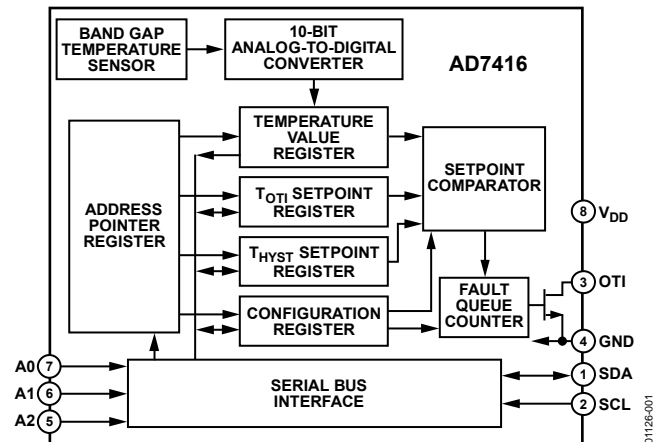 BAND GAP
TEMPERATURE
SENSOR
10-BIT
ANALOG-TO-DIGITAL
CONVERTER
AD7416
TEMPERATURE
VALUE
REGISTER
SETPOINT
COMPARATOR
ADDRESS
POINTER
REGISTER
TOTI SETPOINT
REGISTER
THYST SETPOINT
REGISTER
CONFIGURATION
REGISTER
FAULT
QUEUE
COUNTER
8 VDD
3 OTI
4 GND
1 SDA
2 SCL
A0 7
A1 6
A2 5
SERIAL BUS
INTERFACE
01126-001